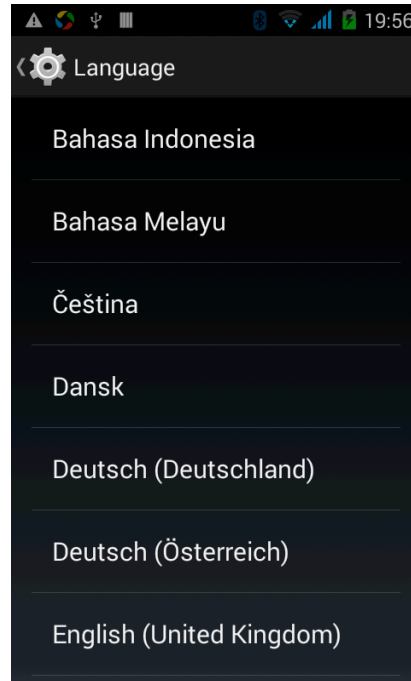 19:56
Language
Bahasa Indonesia
Bahasa Melayu
Čeština
Dansk
Deutsch (Deutschland)
Deutsch (Österreich)
English (United Kingdom)